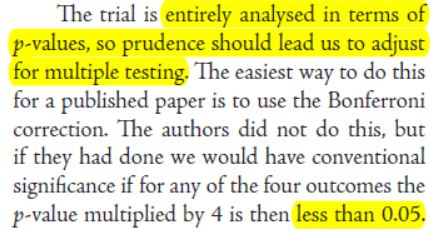 The trial is entirely analysed in terms of
p-values, so prudence should lead us to adjust
for multiple testing. The easiest way to do this
for a published paper is to use the Bonferroni
correction. The authors did not do this, but
if they had done we would have conventional
significance if for any of the four outcomes the
p-value multiplied by 4 is then less than 0.05.